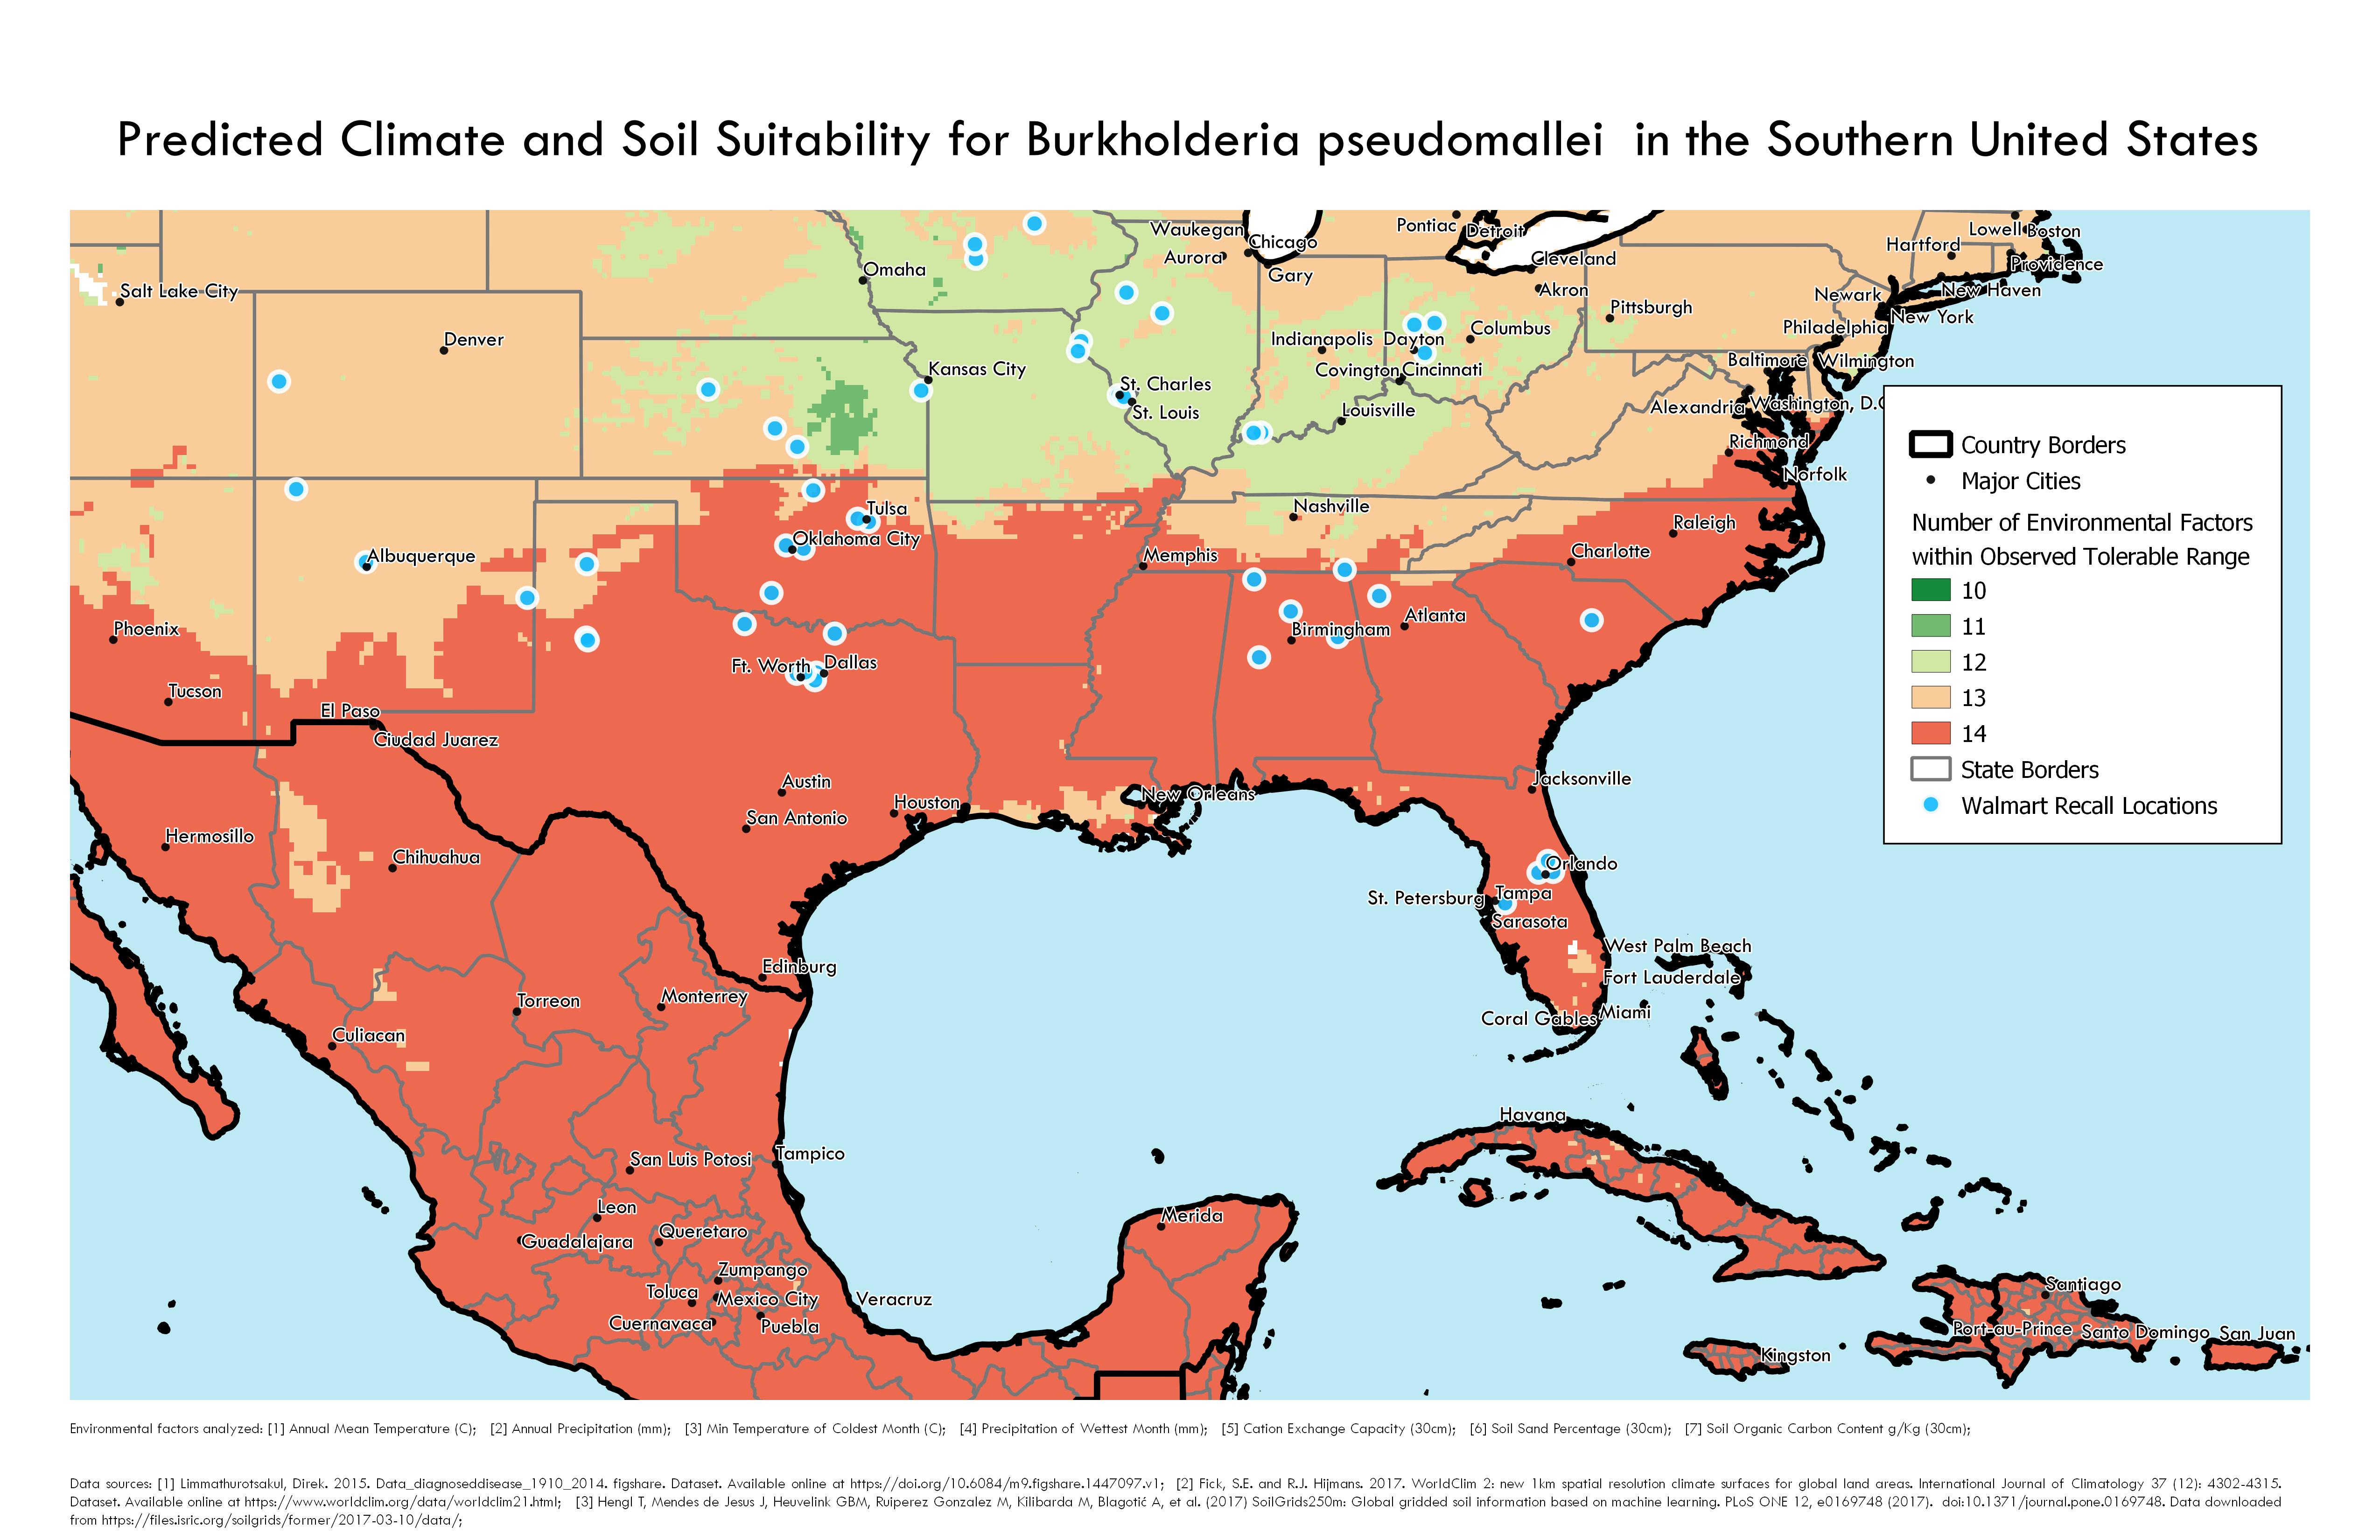 Predicted Climate and Soil Suitability for Burkholderia pseudomallei in the Southern United States
Waukegan
Chicago
Aurora
Gary
Pontiac
Detroit
Cleveland
Akron
Lowell
Boston
Hartford
Providence
New Haven
Newark
New York
Pittsburgh
Philadelphia
Omaha
Salt Lake City
Denver
Indianapolis
Dayton
Columbus
Baltimore
Wilmington
Kansas City
Covington
Cincinnati
St. Charles
St. Louis
Louisville
Alexandria
Washington, D.C
Richmond
Norfolk
Nashville
Tulsa
Raleigh
Oklahoma City
Albuquerque
Memphis
Charlotte
Phoenix
Birmingham
Atlanta
Ft. Worth
Dallas
Tucson
El Paso
Ciudad Juarez
Austin
Houston
New Orleans
Jacksonville
San Antonio
Hermosillo
Chihuahua
Orlando
St. Petersburg
Tampa
Sarasota
West Palm Beach
Edinburg
Fort Lauderdale
Torreon
Monterrey
Coral Gables
Miami
Culiacan
Havana
San Luis Potosi
Tampico
Leon
Merida
Queretaro
Guadalajara
Zumpango
Toluca
Mexico City
Veracruz
Cuernavaca
Puebla
Santiago
Port-au-Prince
Santo Domingo
San Juan
Kingston
Country Borders
Major Cities
Number of Environmental Factors
within Observed Tolerable Range
10
11
12
13
14
State Borders
Walmart Recall Locations
Environmental factors analyzed: [1] Annual Mean Temperature (C); [2] Annual Precipitation (mm); [3] Min Temperature of Coldest Month (C); [4] Precipitation of Wettest Month (mm); [5] Cation Exchange Capacity (30cm); [6] Soil Sand Percentage (30cm); [7] Soil Organic Carbon Content g/Kg (30cm);
Data sources: [1] Limmathurotsakul, Direk. 2015. Data_diagnoseddisease_1910_2014. figshare. Dataset. Available online at https://doi.org/10.6084/m9.figshare.1447097.v1; [2] Fick, S.E. and R.J. Hijmans. 2017. WorldClim 2: new 1km spatial resolution climate surfaces for global land areas. International Journal of Climatology 37 (12): 4302-4315.
Dataset. Available online at https://www.worldclim.org/data/worldclim21.html; [3] Hengl T, Mendes de Jesus J, Heuvelink GBM, Ruiperez Gonzalez M, Kilibarda M, Blagotić A, et al. (2017) SoilGrids250m: Global gridded soil information based on machine learning. PLoS ONE 12, e0169748 (2017). doi:10.1371/journal.pone.0169748. Data downloaded
from https://files.isric.org/soilgrids/former/2017-03-10/data/;